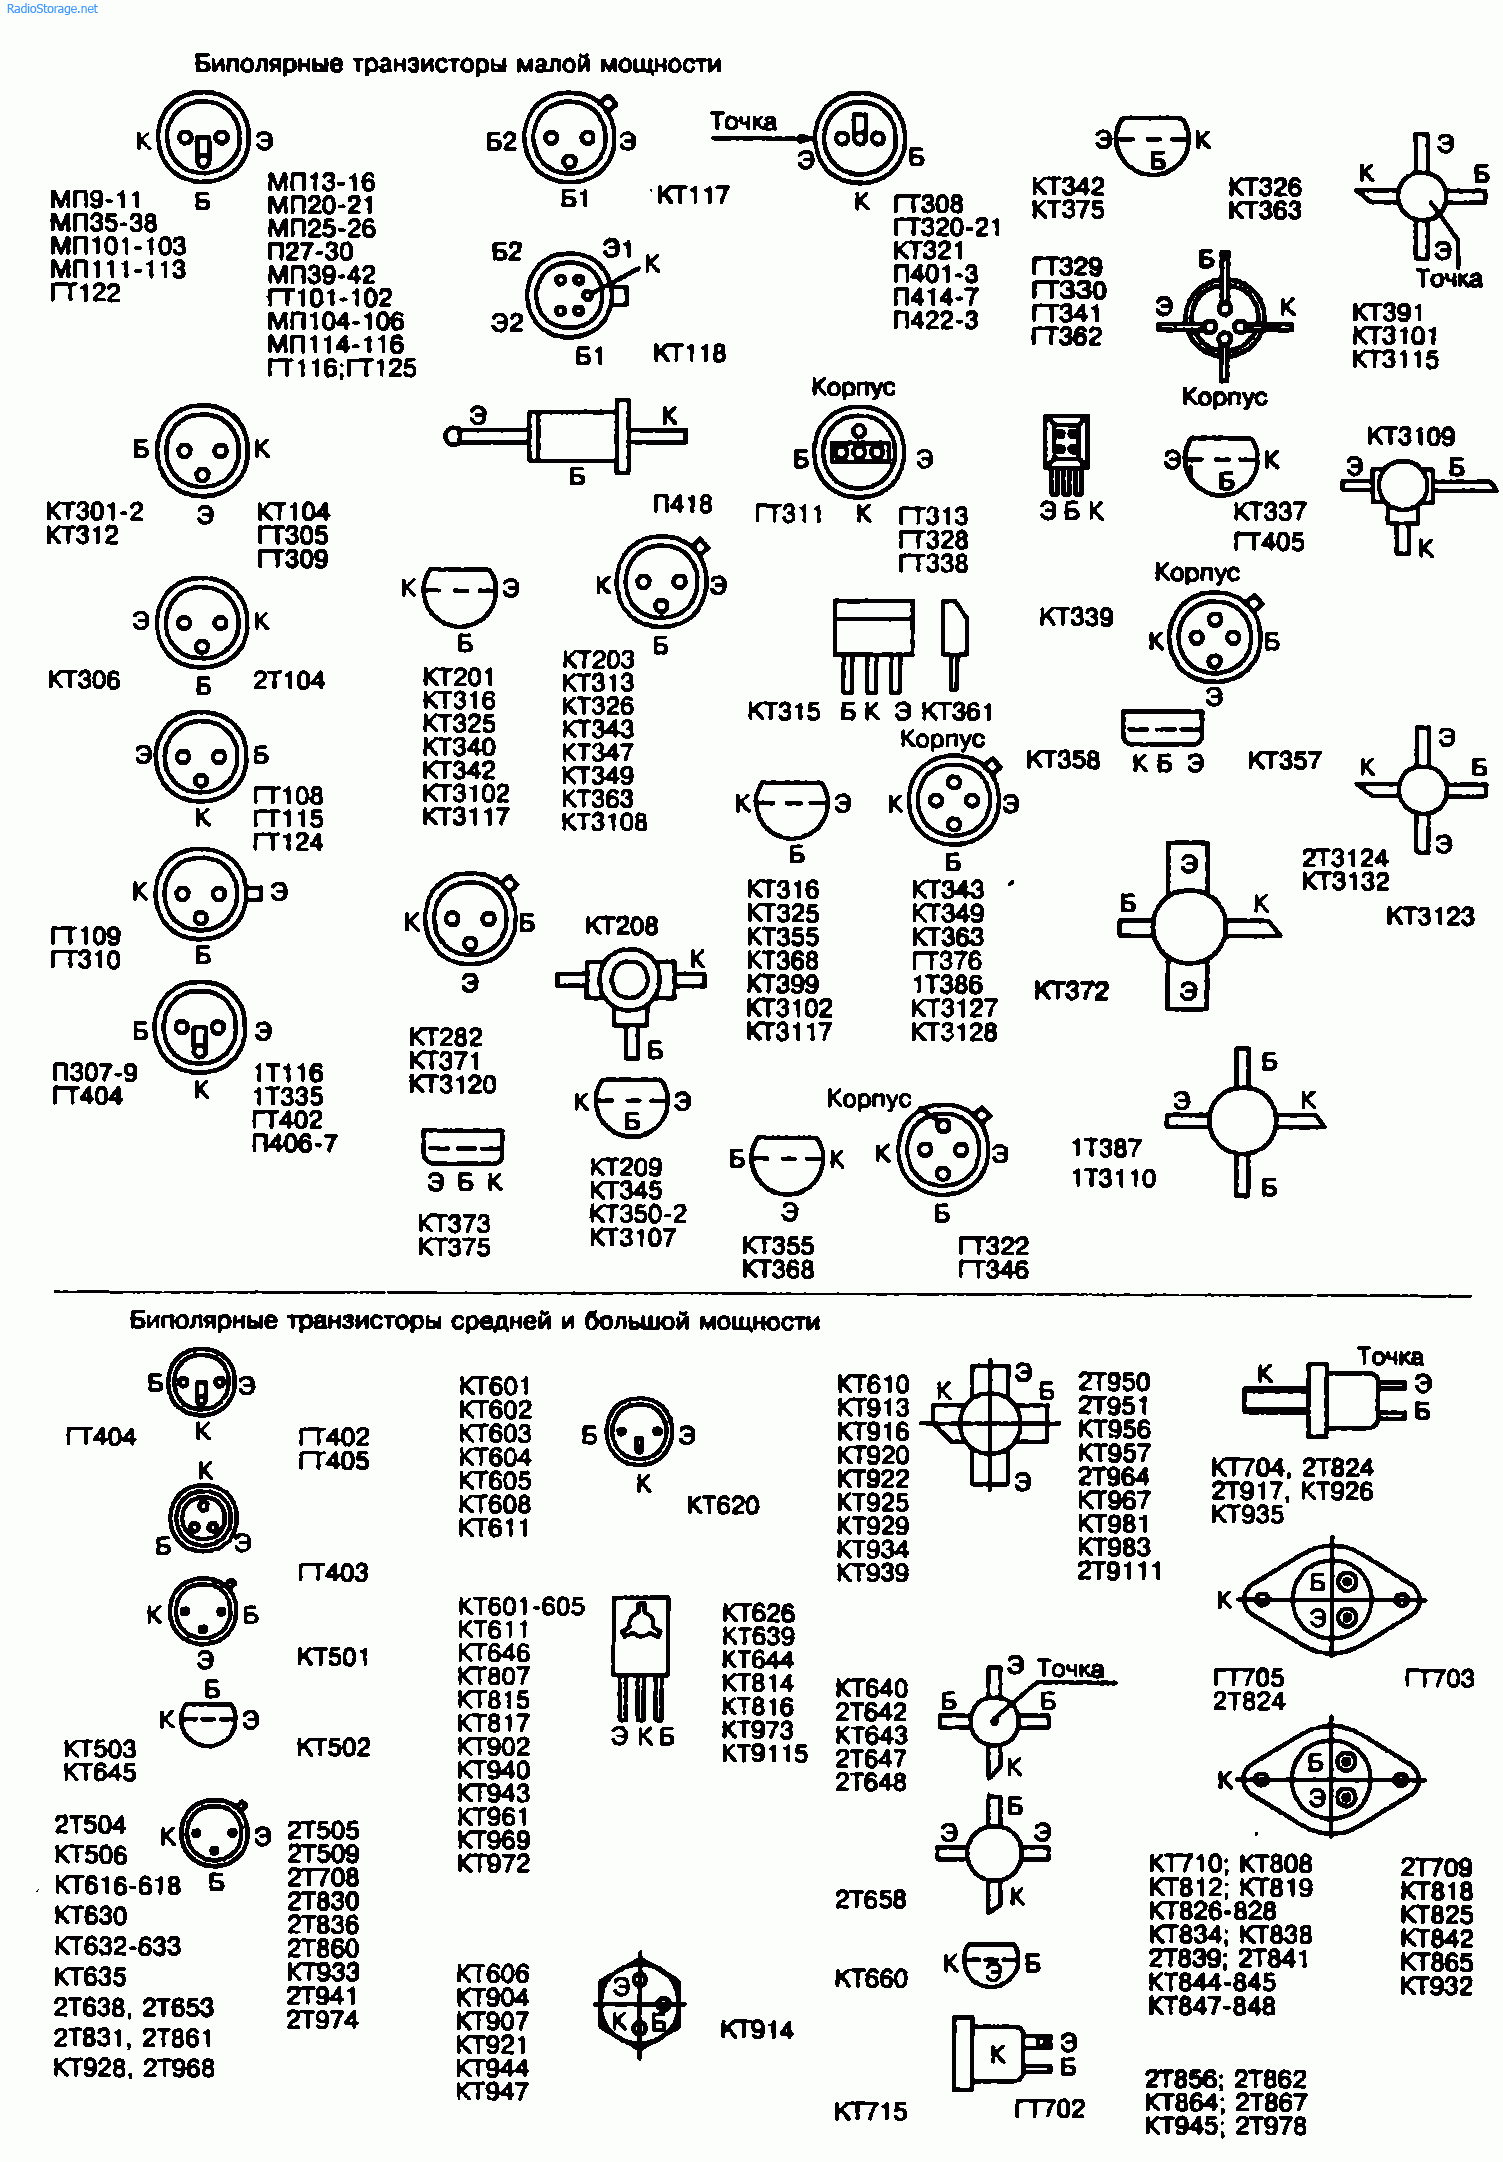 RadioStorage.net
Биполярные транзисторы малой мощности
К Э
Б
МП9-11
МП35-38
МП101-103
МП111-113
ГТ122
МП13-16
МП20-21
МП25-26
П27-30
МП39-42
ГТ101-102
МП104-106
МП114-116
ГТ116;ГТ125
Б2 Э
Б1
КТ117
Б2 Э1
К
Э2
Б1
КТ118
Точка
Э Б
К
ГТ308
ГТ320-21
КТ321
П401-3
П414-7
П422-3
Э К
Б
КТ342
КТ375
КТ326
КТ363
ГТ329
ГТ330
ГТ341
ГТ362
Б
Э К
Корпус
Э
К Б
Э
Точка
КТ391
КТ3101
КТ3115
Б К
Э
КТ301-2
КТ312
КТ104
ГТ305
ГТ309
Э К
Б
П418
Корпус
Б Э
К
ГТ311
ГТ313
ГТ328
ГТ338
Э Б К
Э К
Б
КТ337
ГТ405
КТ3109
Э Б
К
Э К
Б
КТ306
2Т104
К Э
Б
КТ201
КТ316
КТ325
КТ340
КТ342
КТ3102
КТ3117
К Э
Б
КТ203
КТ313
КТ326
КТ343
КТ347
КТ349
КТ363
КТ3108
КТ315 Б К Э КТ361
КТ339
Корпус
К Б
Э
КТ358
К Б Э
КТ357
Э
К Б
Э
2Т3124
КТ3132
КТ3123
Э Б
К
ГТ108
ГТ115
ГТ124
К Э
Б
ГТ109
ГТ310
К Б
Э
КТ282
КТ371
КТ3120
КТ208
К
Б
К Э
Б
КТ316
КТ325
КТ355
КТ368
КТ399
КТ3102
КТ3117
Корпус
К Э
Б
КТ343
КТ349
КТ363
ГТ376
1Т386
КТ3127
КТ3128
Э
Б К
Э
КТ372
Б Э
К
П307-9
ГТ404
1Т116
1Т335
ГТ402
П406-7
Э Б К
КТ373
КТ375
К Э
Б
КТ209
КТ345
КТ350-2
КТ3107
Б К
Э
КТ355
КТ368
Корпус
К Э
Б
ГТ322
ГТ346
1Т387
1Т3110
Б
Э К
Б
Биполярные транзисторы средней и большой мощности
Б Э
К
ГТ404
ГТ402
ГТ405
К
Б Э
ГТ403
К Б
Э
КТ501
Б
К Э
КТ503
КТ645
КТ502
К Э
Б
2Т504
КТ506
КТ616-618
КТ630
КТ632-633
КТ635
2Т638, 2Т653
2Т831, 2Т861
КТ928, 2Т968
2Т505
2Т509
2Т708
2Т830
2Т836
2Т860
КТ933
2Т941
2Т974
КТ601
КТ602
КТ603
КТ604
КТ605
КТ608
КТ611
Б Э
К
КТ620
КТ601-605
КТ611
КТ646
КТ807
КТ815
КТ817
КТ902
КТ940
КТ943
КТ961
КТ969
КТ972
Э К Б
КТ626
КТ639
КТ644
КТ814
КТ816
КТ973
КТ9115
КТ606
КТ904
КТ907
КТ921
КТ944
КТ947
Э
К Б
КТ914
КТ610
КТ913
КТ916
КТ920
КТ922
КТ925
КТ929
КТ934
КТ939
Э
К Б
Э
2Т950
2Т951
КТ956
КТ957
2Т964
КТ967
КТ981
КТ983
2Т9111
КТ640
2Т642
КТ643
2Т647
2Т648
Э Точка
Б Б
К
2Т658
Б
Э Э
К
КТ660
К Б
Э
КТ715
К Э
Б
ГТ702
К Точка
Э
Б
КТ704, 2Т824
2Т917, КТ926
КТ935
К Б
Э
ГТ705
2Т824
ГТ703
К Б
Э
КТ710; КТ808
КТ812; КТ819
КТ826-828
КТ834; КТ838
2Т839; 2Т841
КТ844-845
КТ847-848
2Т709
КТ818
КТ825
КТ842
КТ865
КТ932
2Т856; 2Т862
КТ864; 2Т867
КТ945; 2Т978